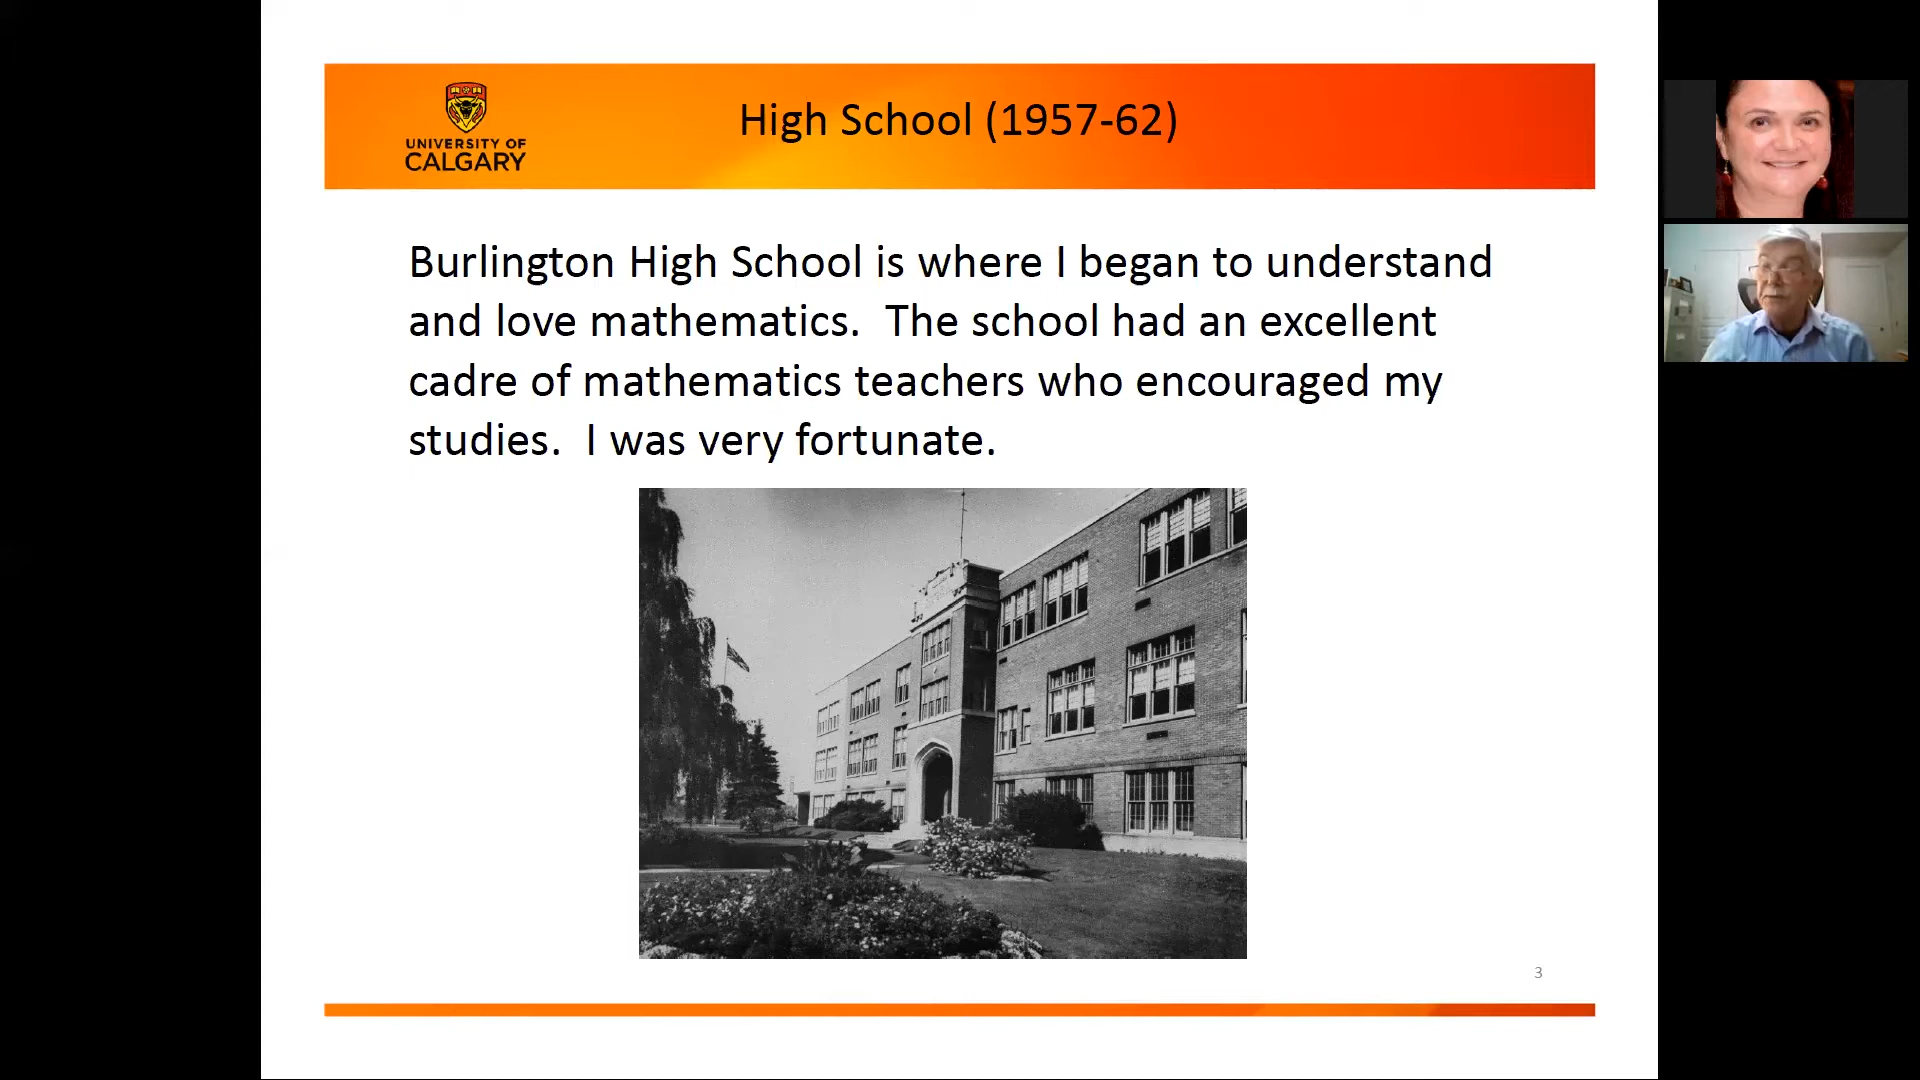 High School (1957-62)
UNIVERSITY OF
CALGARY
Burlington High School is where I began to understand
and love mathematics.  The school had an excellent
cadre of mathematics teachers who encouraged my
studies.  I was very fortunate.
3